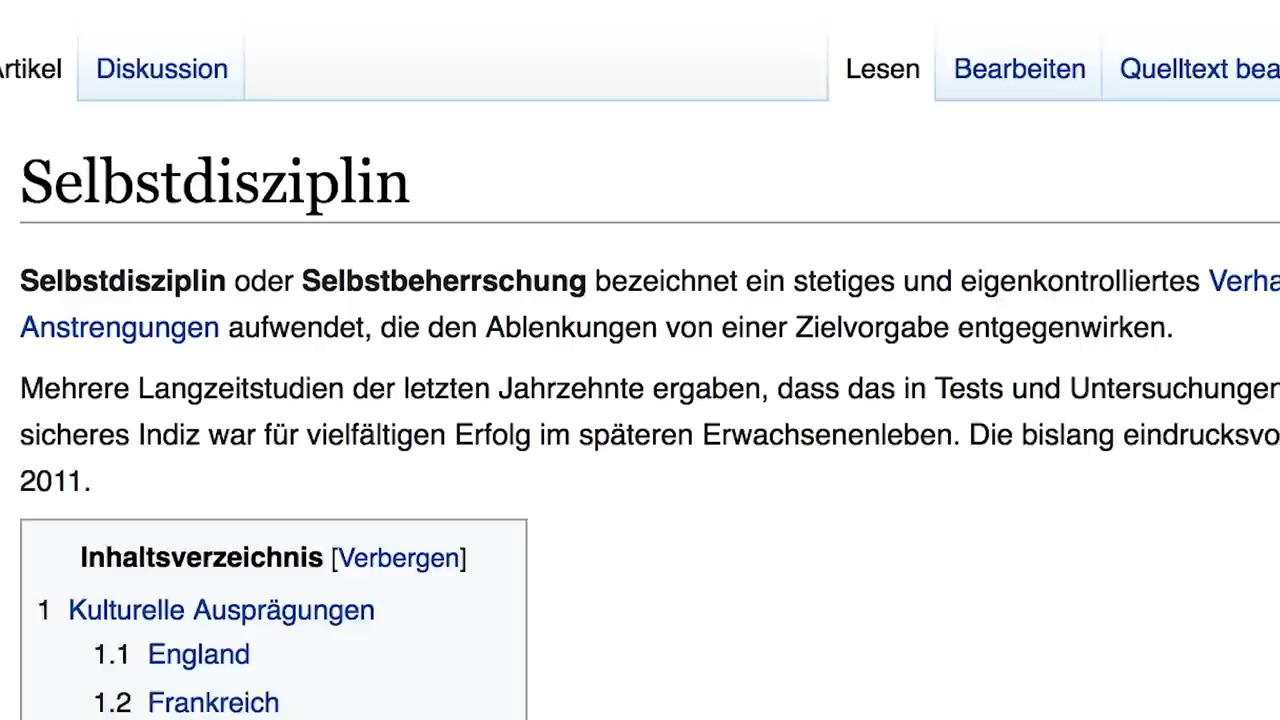 Artikel Diskussion Lesen Bearbeiten Quelltext bea
Selbstdisziplin
Selbstdisziplin oder Selbstbeherrschung bezeichnet ein stetiges und eigenkontrolliertes Verha
Anstrengungen aufwendet, die den Ablenkungen von einer Zielvorgabe entgegenwirken.
Mehrere Langzeitstudien der letzten Jahrzehnte ergaben, dass das in Tests und Untersuchungen
sicheres Indiz war für vielfältigen Erfolg im späteren Erwachsenenleben. Die bislang eindrucksvo
2011.
Inhaltsverzeichnis [Verbergen]
1 Kulturelle Ausprägungen
1.1 England
1.2 Frankreich